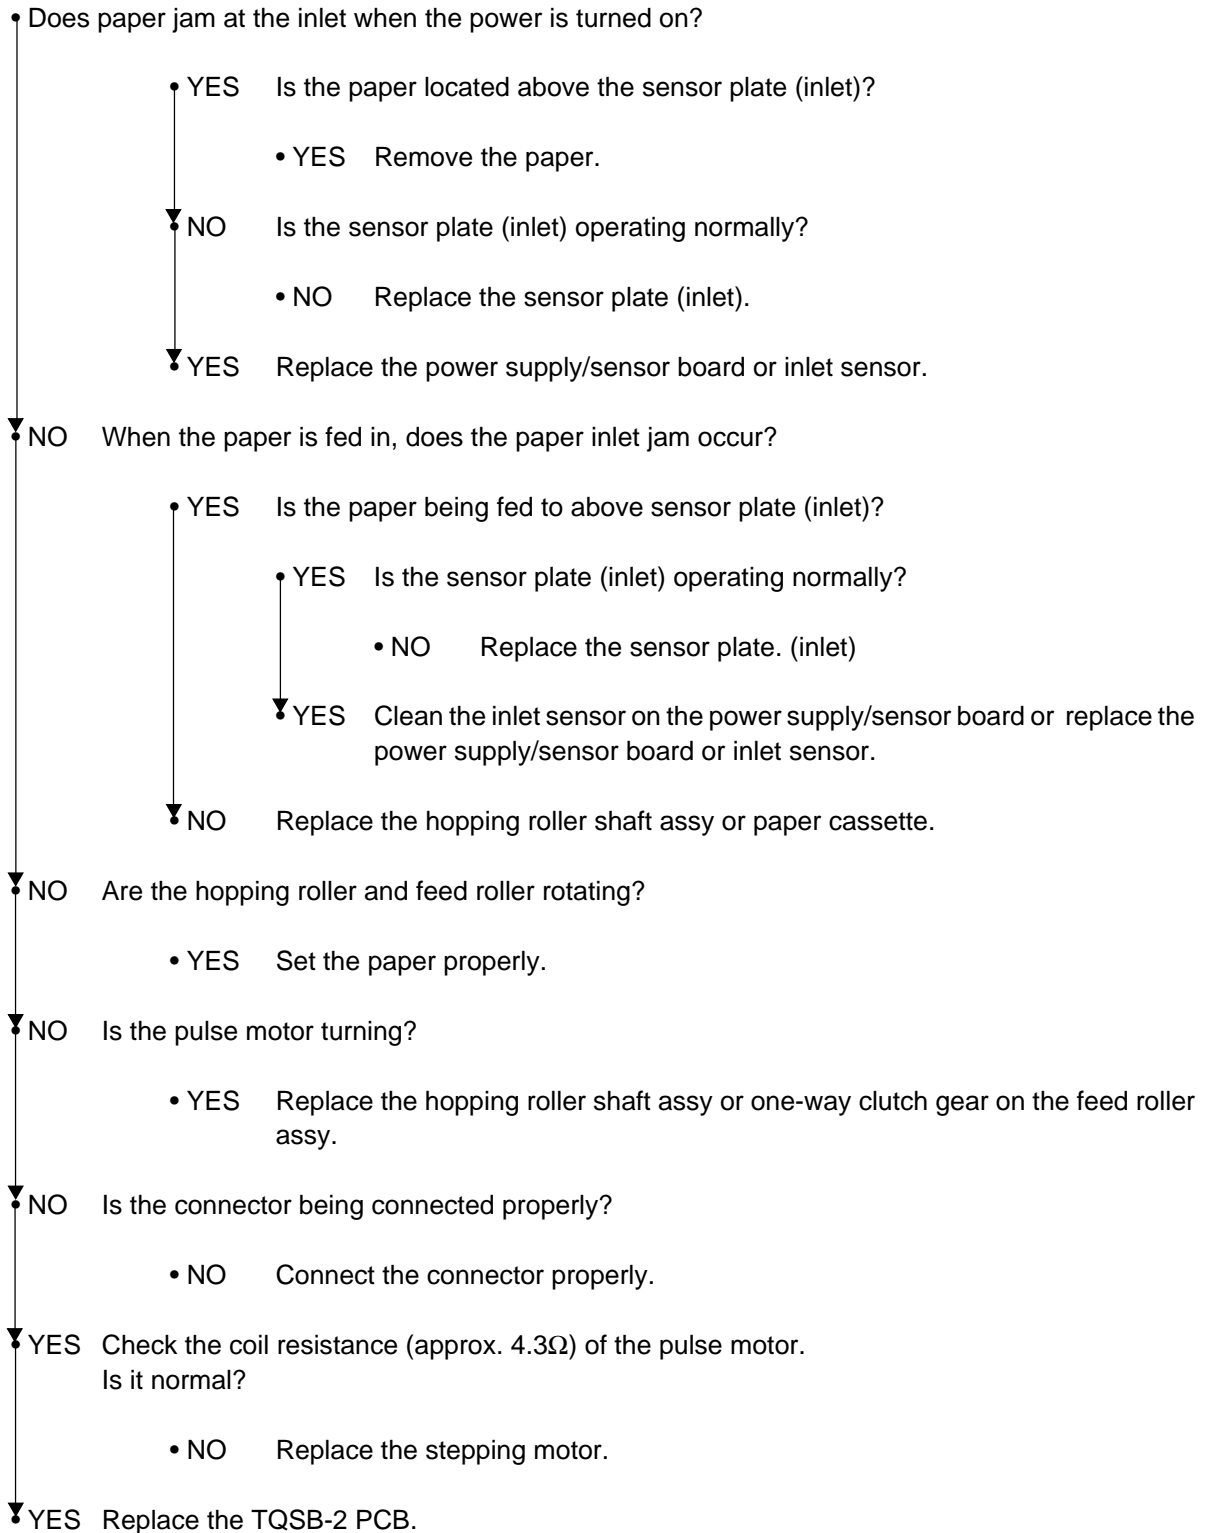 • Does paper jam at the inlet when the power is turned on?
• YES Is the paper located above the sensor plate (inlet)?
• YES Remove the paper.
• NO Is the sensor plate (inlet) operating normally?
• NO Replace the sensor plate (inlet).
• YES Replace the power supply/sensor board or inlet sensor.
• NO When the paper is fed in, does the paper inlet jam occur?
• YES Is the paper being fed to above sensor plate (inlet)?
• YES Is the sensor plate (inlet) operating normally?
• NO Replace the sensor plate. (inlet)
• YES Clean the inlet sensor on the power supply/sensor board or replace the
power supply/sensor board or inlet sensor.
• NO Replace the hopping roller shaft assy or paper cassette.
• NO Are the hopping roller and feed roller rotating?
• YES Set the paper properly.
• NO Is the pulse motor turning?
• YES Replace the hopping roller shaft assy or one-way clutch gear on the feed roller
assy.
• NO Is the connector being connected properly?
• NO Connect the connector properly.
• YES Check the coil resistance (approx. 4.3Ω) of the pulse motor.
Is it normal?
• NO Replace the stepping motor.
• YES Replace the TQSB-2 PCB.